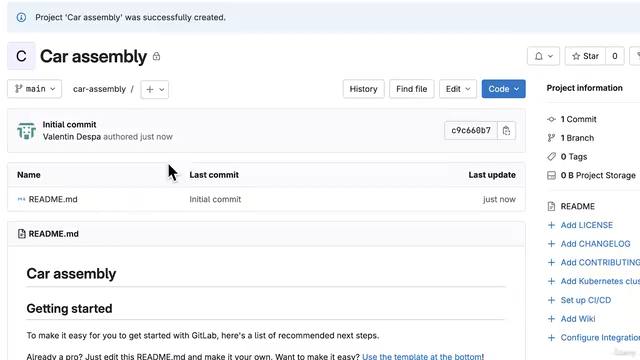 Project 'Car assembly' was successfully created.
C Car assembly
Star 0
main car-assembly / +
History Find file Edit Code
Initial commit
Valentin Despa authored just now
c9c660b7
Name Last commit Last update
README.md Initial commit just now
README.md
Car assembly
Getting started
To make it easy for you to get started with GitLab, here's a list of recommended next steps.
Already a pro? Just edit this README.md and make it your own. Want to make it easy? Use the template at the bottom!
Project information
1 Commit
1 Branch
0 Tags
0 B Project Storage
README
+ Add LICENSE
+ Add CHANGELOG
+ Add CONTRIBUTING
+ Add Kubernetes clus
+ Set up CI/CD
+ Add Wiki
+ Configure Integration